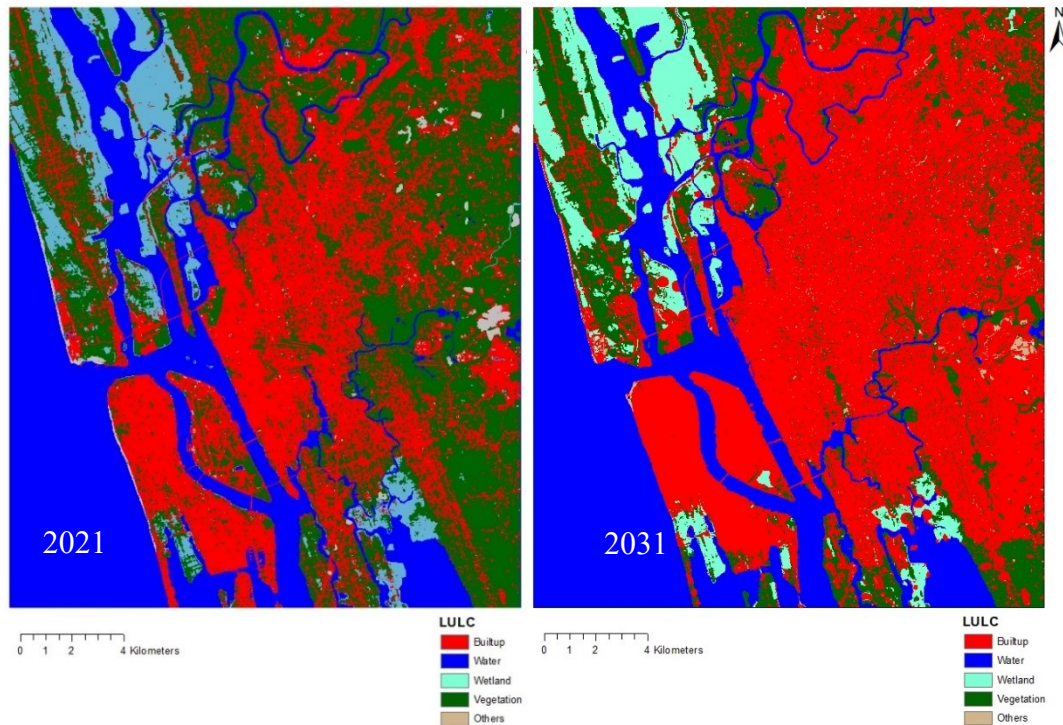 N
2021
2031
0 1 2 4 Kilometers
LULC
Builtup
Water
Wetland
Vegetation
Others
0 1 2 4 Kilometers
LULC
Builtup
Water
Wetland
Vegetation
Others